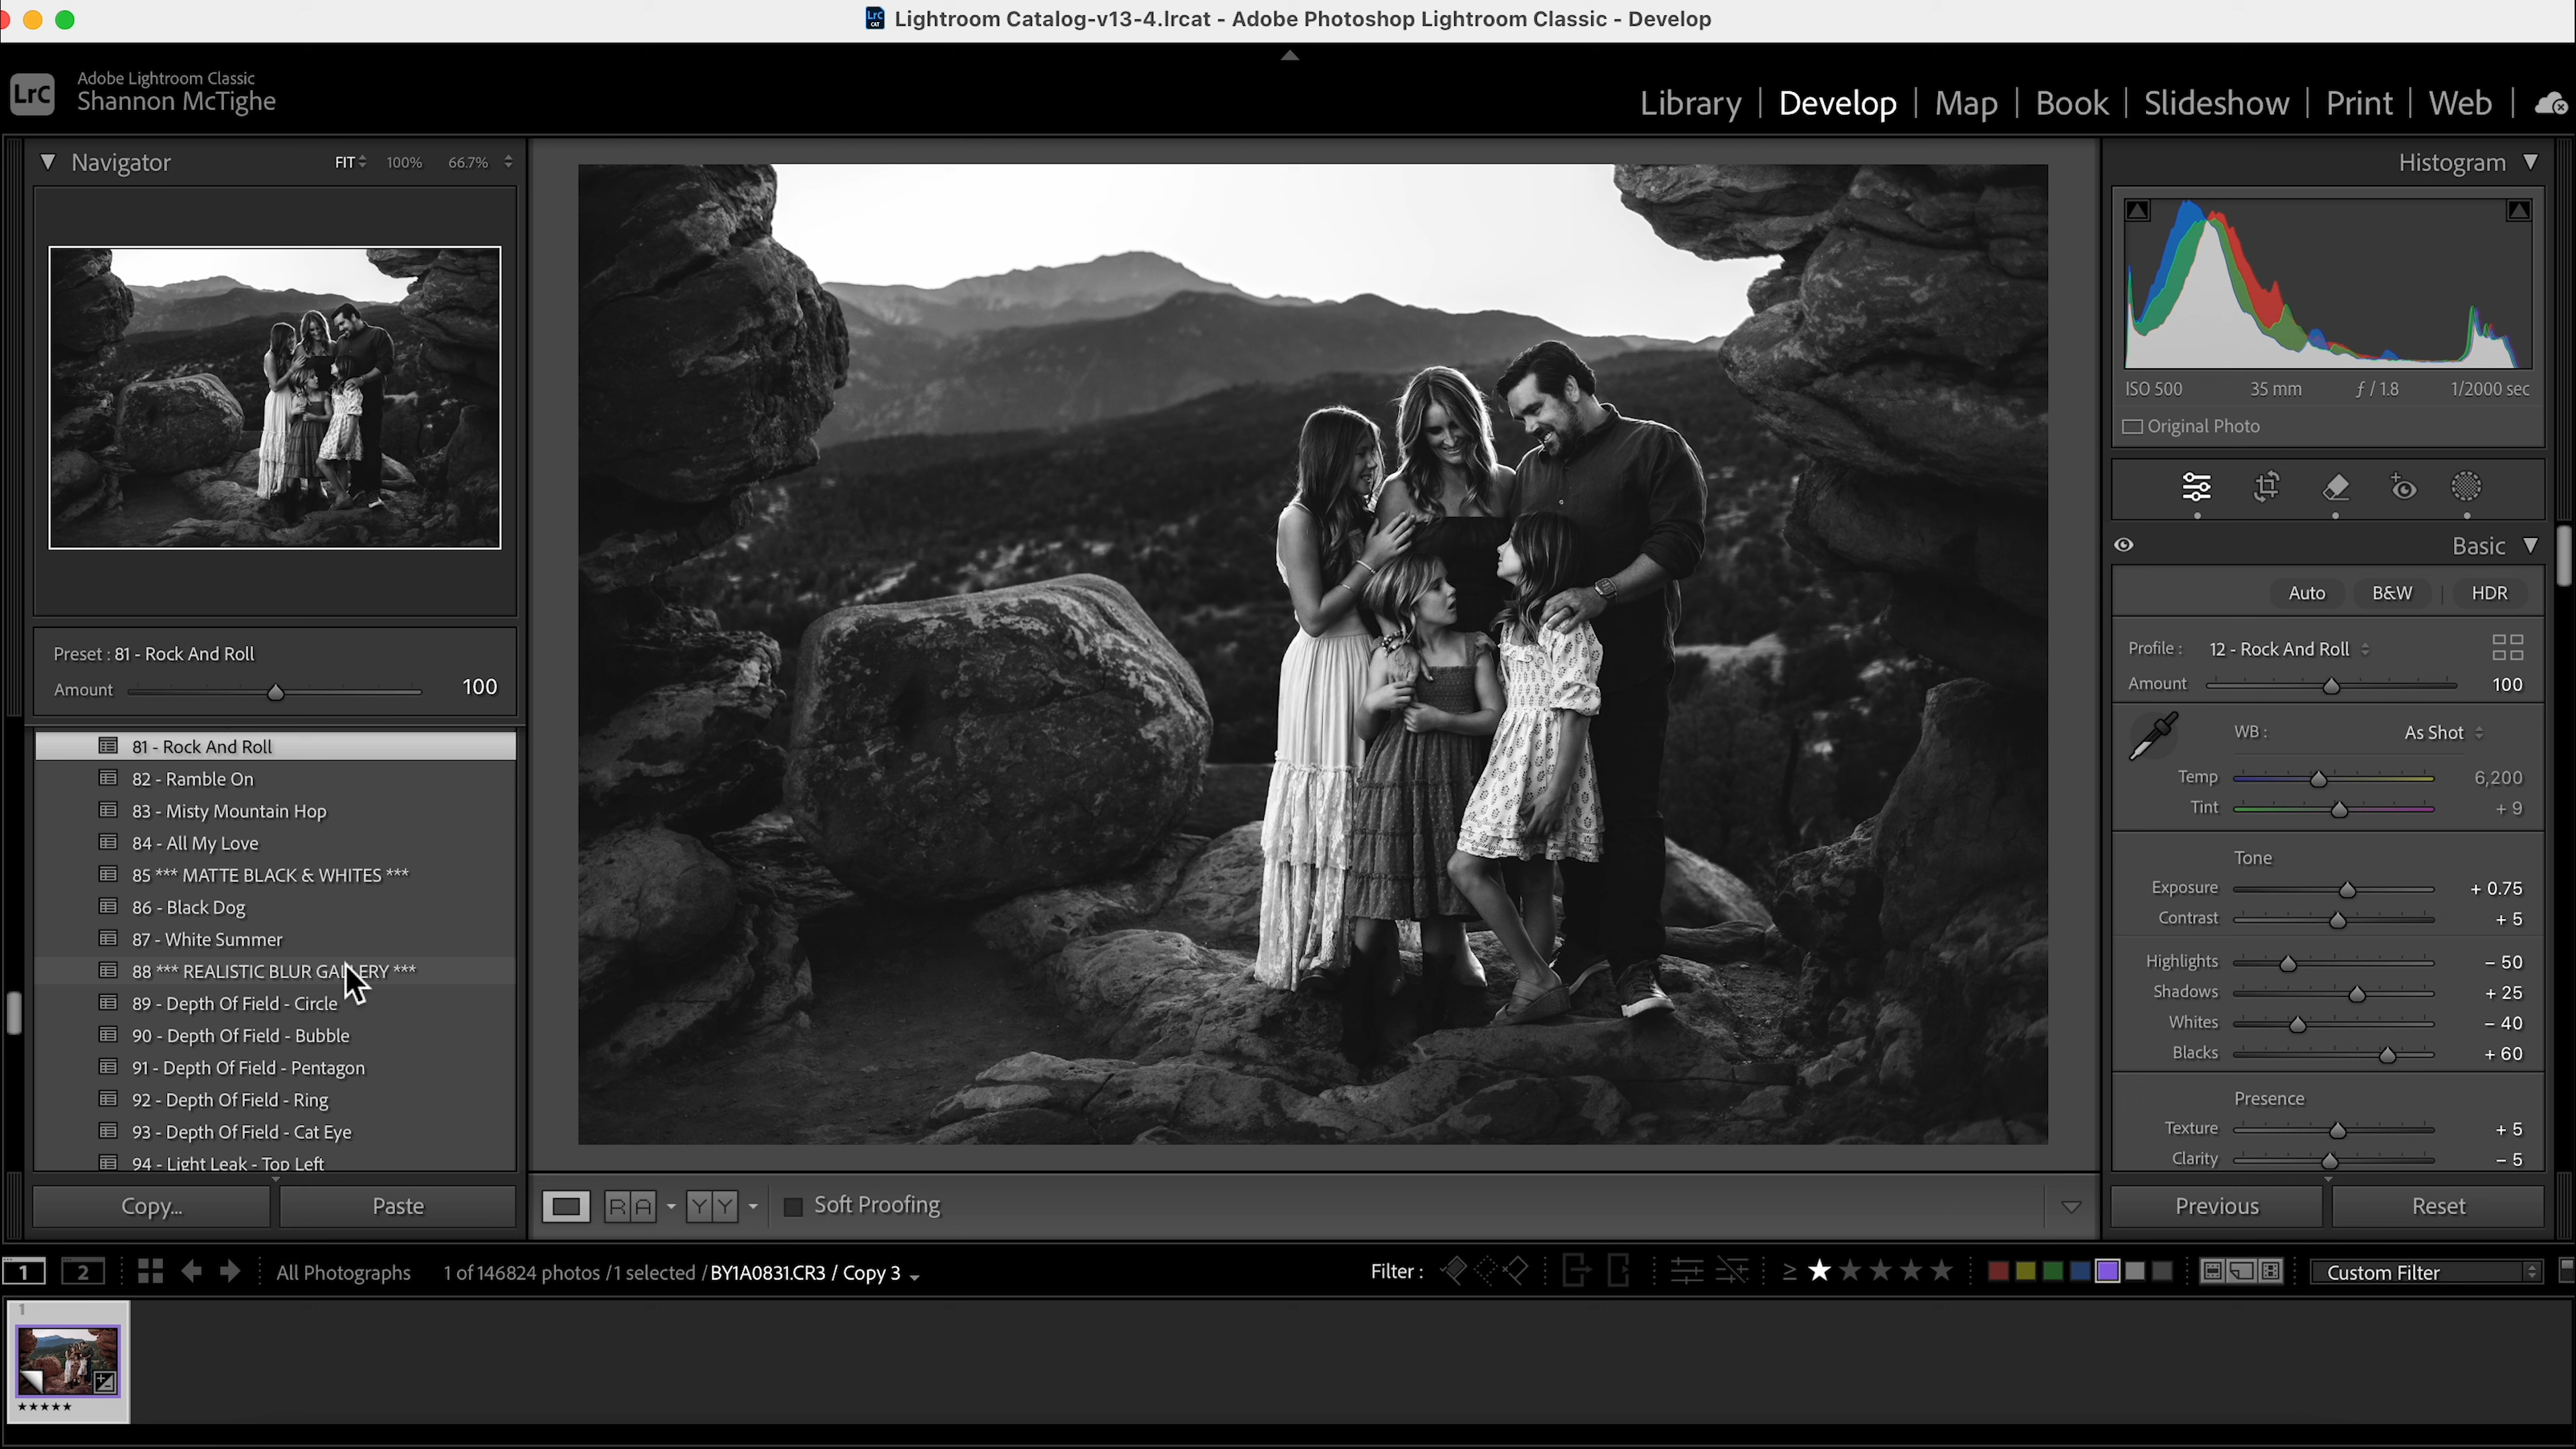 Lightroom Catalog-v13-4.lrcat - Adobe Photoshop Lightroom Classic - Develop
LrC
Adobe Lightroom Classic
Shannon McTighe
Library | Develop | Map | Book | Slideshow | Print | Web
Navigator
FIT 100% 66.7%
Preset : 81 - Rock And Roll
Amount 100
81 - Rock And Roll
82 - Ramble On
83 - Misty Mountain Hop
84 - All My Love
85 *** MATTE BLACK & WHITES ***
86 - Black Dog
87 - White Summer
88 *** REALISTIC BLUR GALLERY ***
89 - Depth Of Field - Circle
90 - Depth Of Field - Bubble
91 - Depth Of Field - Pentagon
92 - Depth Of Field - Ring
93 - Depth Of Field - Cat Eye
94 - Light Leak - Top Left
Copy... Paste
Histogram
ISO 500 35 mm ƒ / 1.8 1/2000 sec
Original Photo
Basic
Auto B&W | HDR
Profile : 12 - Rock And Roll
Amount 100
WB : As Shot
Temp 6,200
Tint + 9
Tone
Exposure + 0.75
Contrast + 5
Highlights – 50
Shadows + 25
Whites – 40
Blacks + 60
Presence
Texture + 5
Clarity – 5
Previous Reset
R A Y Y Soft Proofing
1 2 All Photographs 1 of 146824 photos / 1 selected / BY1A0831.CR3 / Copy 3 Filter : ≥ ★★★★★ Custom Filter
1
★★★★★